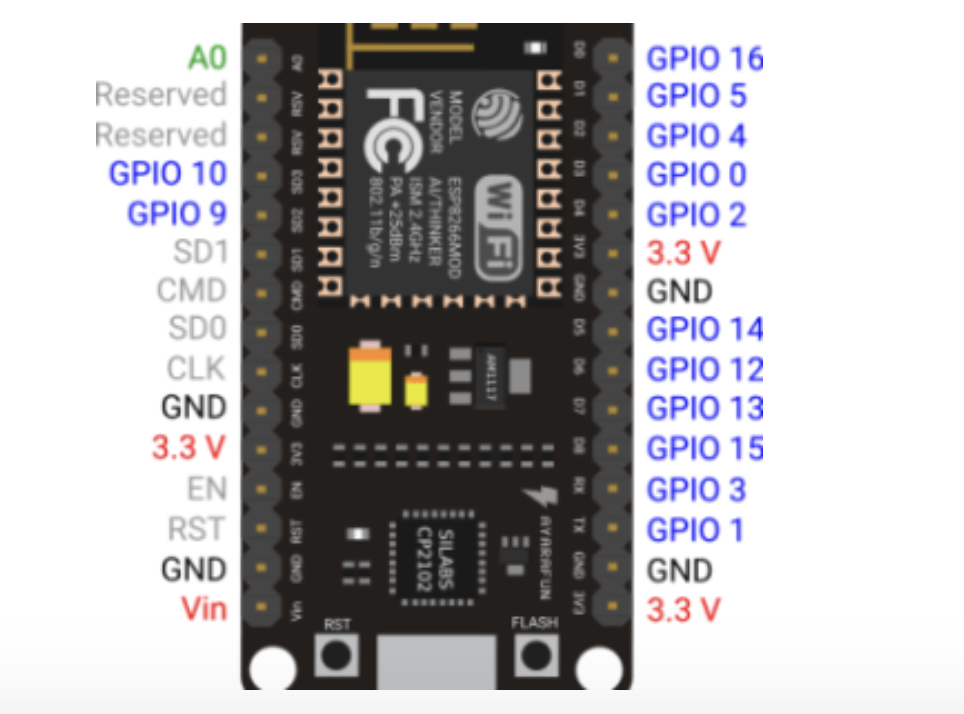 A0
Reserved
Reserved
GPIO 10
GPIO 9
SD1
CMD
SD0
CLK
GND
3.3 V
EN
RST
GND
Vin
A0
RSV
RSV
SD3
SD2
SD1
CMD
SD0
CLK
GND
3V3
EN
RST
GND
Vin
FC
MODEL
VENDOR
ESP8266MOD
AI/THINKER
ISM 2.4GHz
PA +25dBm
802.11b/g/n
Wi Fi
AM1117
SILABS
CP2102
AYARAFUN
RST
FLASH
D0
D1
D2
D3
D4
3V3
GND
D5
D6
D7
D8
RX
TX
GND
3V3
GPIO 16
GPIO 5
GPIO 4
GPIO 0
GPIO 2
3.3 V
GND
GPIO 14
GPIO 12
GPIO 13
GPIO 15
GPIO 3
GPIO 1
GND
3.3 V